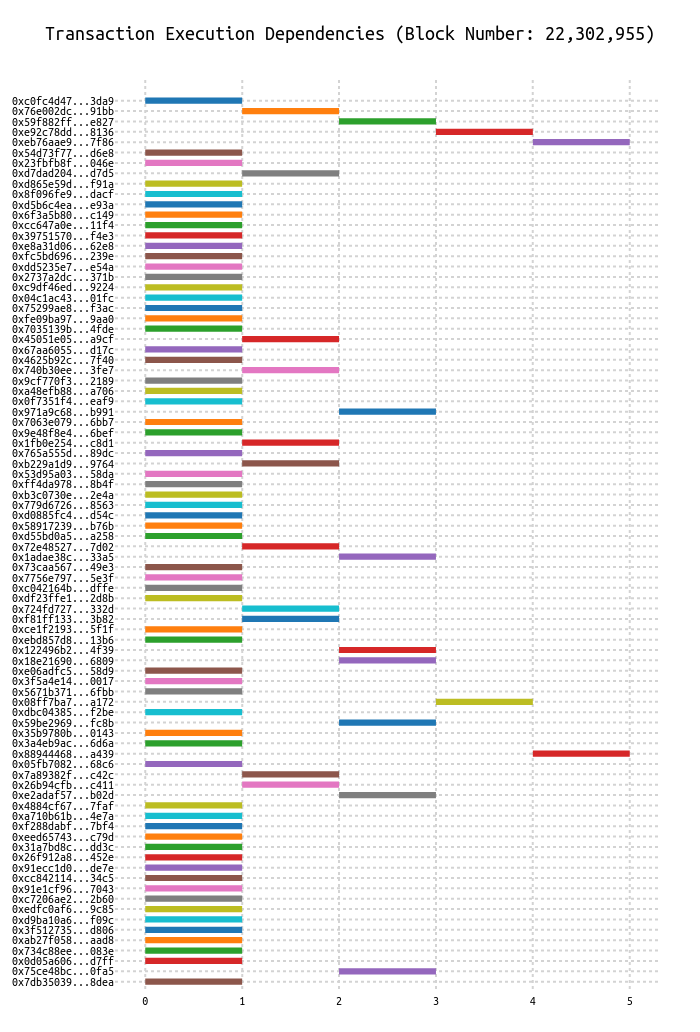 Transaction Execution Dependencies (Block Number: 22,302,955)
0xc0fc4d47...3da9
0x76e002dc...91bb
0x59f882ff...e827
0xe92c78dd...8136
0xeb76aae9...7f86
0x54d73f77...d6e8
0x23fbfb8f...046e
0xd7dad204...d7d5
0xd865e59d...f91a
0x8f096fe9...dacf
0xd5b6c4ea...e93a
0x6f3a5b80...c149
0xcc647a0e...11f4
0x39751570...f4e3
0xe8a31d06...62e8
0xfc5bd696...239e
0xdd5235e7...e54a
0x2737a2dc...371b
0xc9df46ed...9224
0x04c1ac43...01fc
0x75299ae8...f3ac
0xfe09ba97...9aa0
0x7035139b...4fde
0x45051e05...a9cf
0x67aa6055...d17c
0x4625b92c...7f40
0x740b30ee...3fe7
0x9cf770f3...2189
0xa48efb88...a706
0x0f7351f4...eaf9
0x971a9c68...b991
0x7063e079...6bb7
0x9e48f8e4...6bef
0x1fb0e254...c8d1
0x765a555d...89dc
0xb229a1d9...9764
0x53d95a03...58da
0xff4da978...8b4f
0xb3c0730e...2e4a
0x779d6726...8563
0xd0885fc4...d54c
0x58917239...b76b
0xd55bd0a5...a258
0x72e48527...7d02
0x1adae38c...33a5
0x73caa567...49e3
0x7756e797...5e3f
0xc042164b...dffe
0xdf23ffe1...2d8b
0x724fd727...332d
0xf81ff133...3b82
0xce1f2193...5f1f
0xebd857d8...13b6
0x122496b2...4f39
0x18e21690...6809
0xe06adfc5...58d9
0x3f5a4e14...0017
0x5671b371...6fbb
0x08ff7ba7...a172
0xdbc04385...f2be
0x59be2969...fc8b
0x35b9780b...0143
0x3a4eb9ac...6d6a
0x88944468...a439
0x05fb7082...68c6
0x7a89382f...c42c
0x26b94cfb...c411
0xe2adaf57...b02d
0x4884cf67...7faf
0xa710b61b...4e7a
0xf288dabf...7bf4
0xeed65743...c79d
0x31a7bd8c...dd3c
0x26f912a8...452e
0x91ecc1d0...de7e
0xcc842114...34c5
0x91e1cf96...7043
0xc7206ae2...2b60
0xedfc0af6...9c85
0xd9ba10a6...f09c
0x3f512735...d806
0xab27f058...aad8
0x734c88ee...083e
0x0d05a606...d7ff
0x75ce48bc...0fa5
0x7db35039...8dea
0 1 2 3 4 5